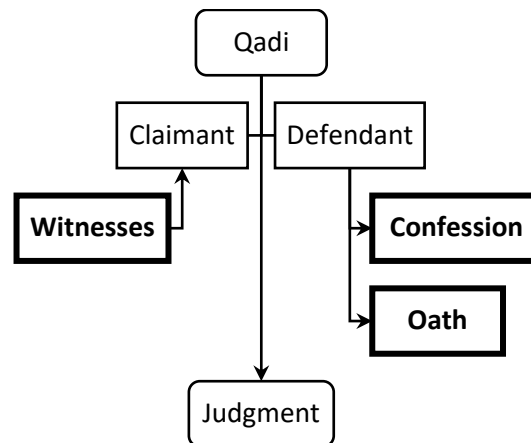 Qadi
Claimant
Defendant
Witnesses
Confession
Oath
Judgment